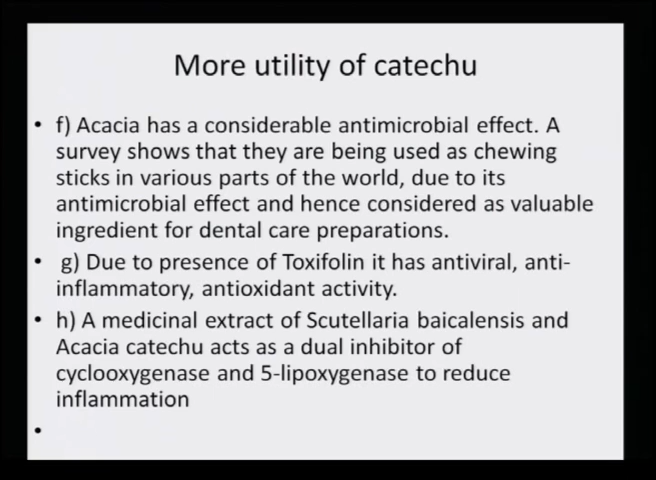 More utility of catechu
• f) Acacia has a considerable antimicrobial effect. A
survey shows that they are being used as chewing
sticks in various parts of the world, due to its
antimicrobial effect and hence considered as valuable
ingredient for dental care preparations.
• g) Due to presence of Toxifolin it has antiviral, anti-
inflammatory, antioxidant activity.
• h) A medicinal extract of Scutellaria baicalensis and
Acacia catechu acts as a dual inhibitor of
cyclooxygenase and 5-lipoxygenase to reduce
inflammation
•